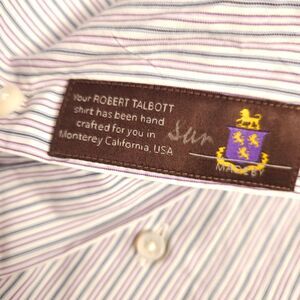 Your ROBERT TALBOTT
shirt has been hand
crafted for you in
Monterey California, USA